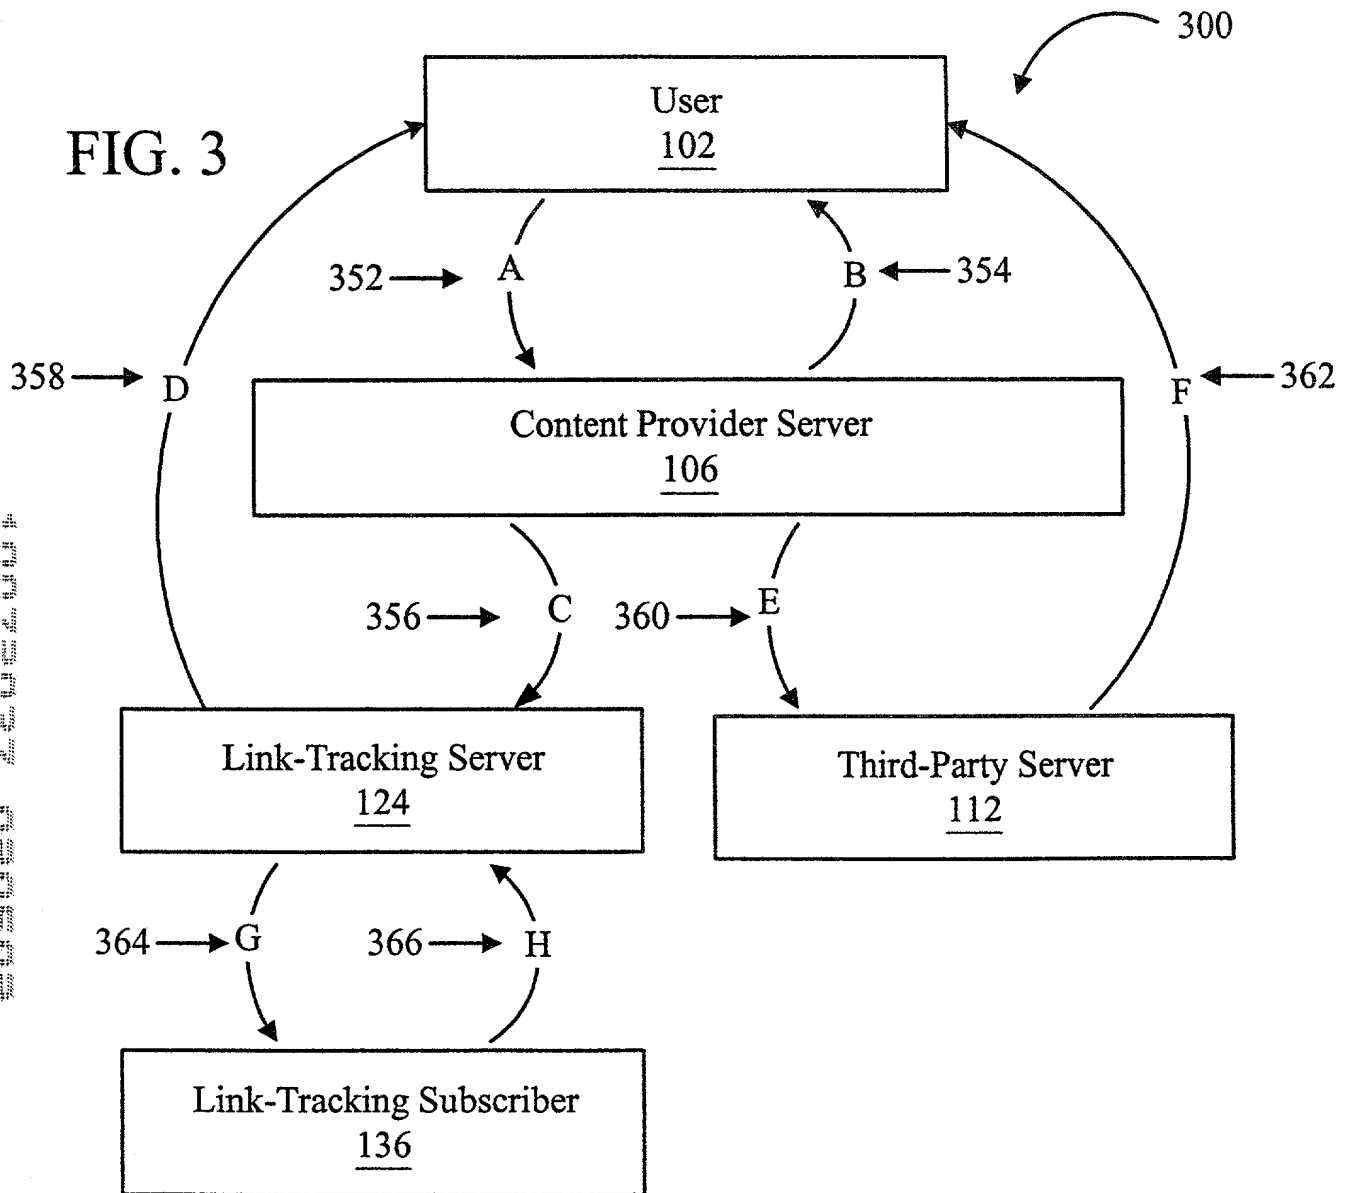 300
User
102
FIG. 3
352
A
B
354
358
D
F
362
Content Provider Server
106
356
C
360
E
Link-Tracking Server
124
Third-Party Server
112
364
G
366
H
Link-Tracking Subscriber
136